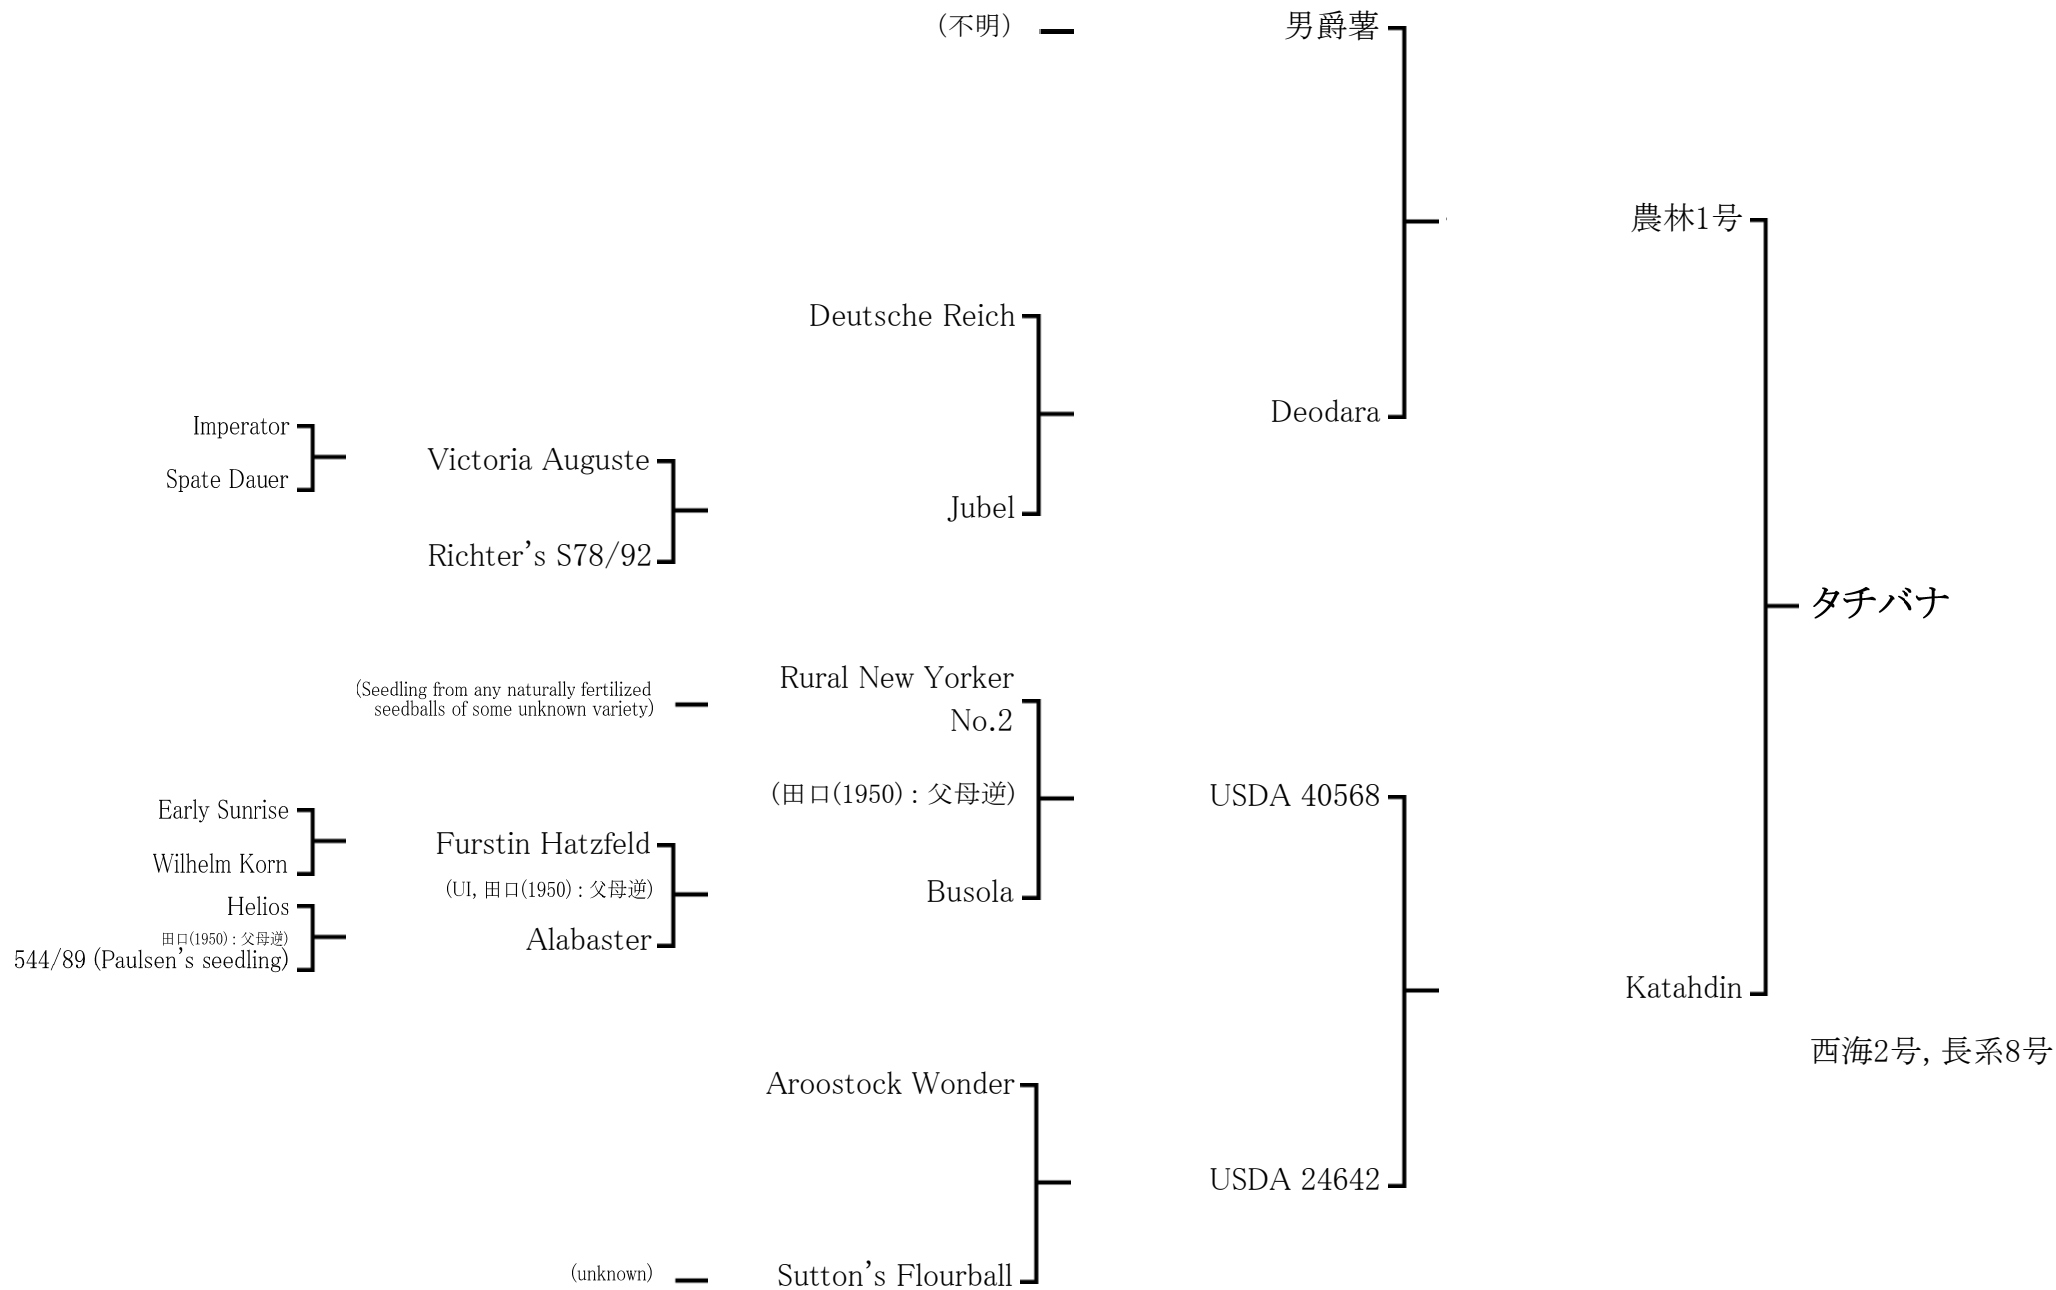 (不明)
男爵薯
農林1号
Deutsche Reich
Deodara
Imperator
Victoria Auguste
Spate Dauer
Jubel
Richter's S78/92
タチバナ
Rural New Yorker
No.2
(Seedling from any naturally fertilized
seedballs of some unknown variety)
(田口(1950) : 父母逆)
USDA 40568
Early Sunrise
Furstin Hatzfeld
Wilhelm Korn
(UI, 田口(1950) : 父母逆)
Busola
Helios
田口(1950) : 父母逆)
Alabaster
544/89 (Paulsen's seedling)
Katahdin
西海2号, 長系8号
Aroostock Wonder
USDA 24642
(unknown)
Sutton's Flourball